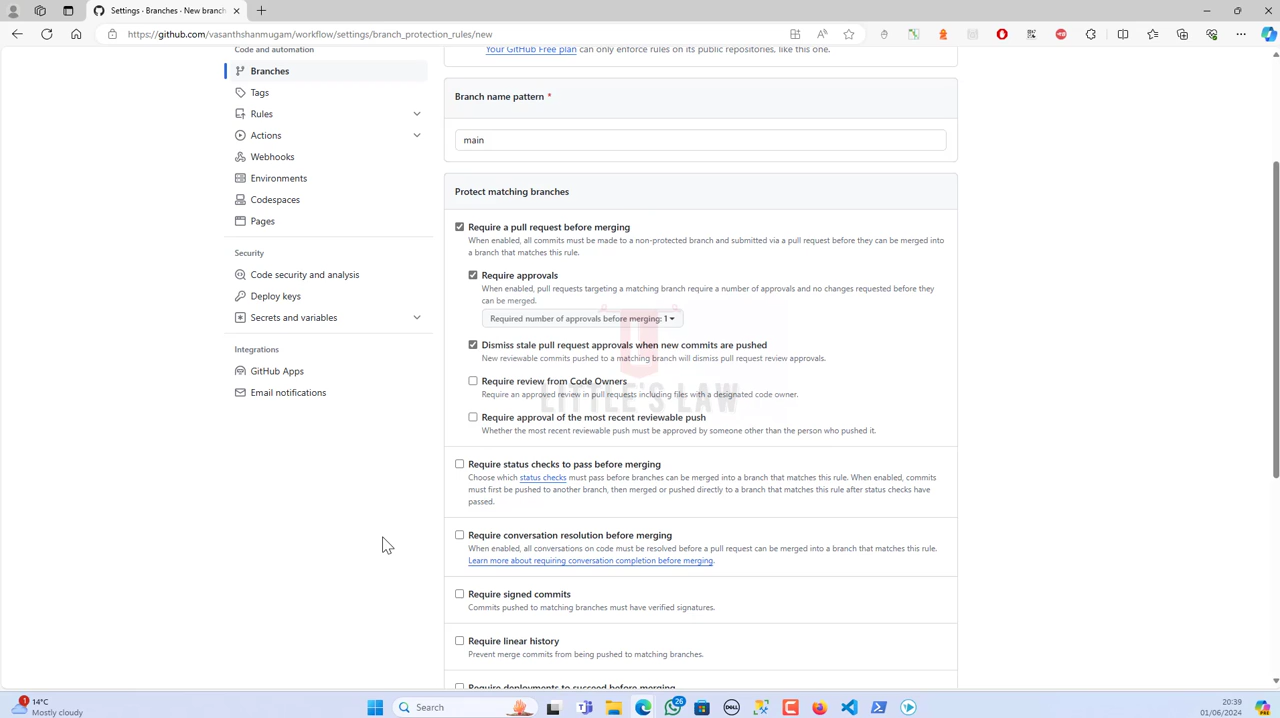 Settings - Branches - New branch
https://github.com/vasanthshanmugam/workflow/settings/branch_protection_rules/new
Code and automation
Branches
Tags
Rules
Actions
Webhooks
Environments
Codespaces
Pages
Security
Code security and analysis
Deploy keys
Secrets and variables
Integrations
GitHub Apps
Email notifications
Your GitHub Free plan can only enforce rules on its public repositories, like this one.
Branch name pattern *
main
Protect matching branches
Require a pull request before merging
When enabled, all commits must be made to a non-protected branch and submitted via a pull request before they can be merged into
a branch that matches this rule.
Require approvals
When enabled, pull requests targeting a matching branch require a number of approvals and no changes requested before they
can be merged.
Required number of approvals before merging: 1
Dismiss stale pull request approvals when new commits are pushed
New reviewable commits pushed to a matching branch will dismiss pull request review approvals.
Require review from Code Owners
Require an approved review in pull requests including files with a designated code owner.
LITTLE'S LAW
Require approval of the most recent reviewable push
Whether the most recent reviewable push must be approved by someone other than the person who pushed it.
Require status checks to pass before merging
Choose which status checks must pass before branches can be merged into a branch that matches this rule. When enabled, commits
must first be pushed to another branch, then merged or pushed directly to a branch that matches this rule after status checks have
passed.
Require conversation resolution before merging
When enabled, all conversations on code must be resolved before a pull request can be merged into a branch that matches this rule.
Learn more about requiring conversation completion before merging.
Require signed commits
Commits pushed to matching branches must have verified signatures.
Require linear history
Prevent merge commits from being pushed to matching branches.
Require deployments to succeed before merging
1
14°C
Mostly cloudy
Search
26
DELL
20:39
01/06/2024